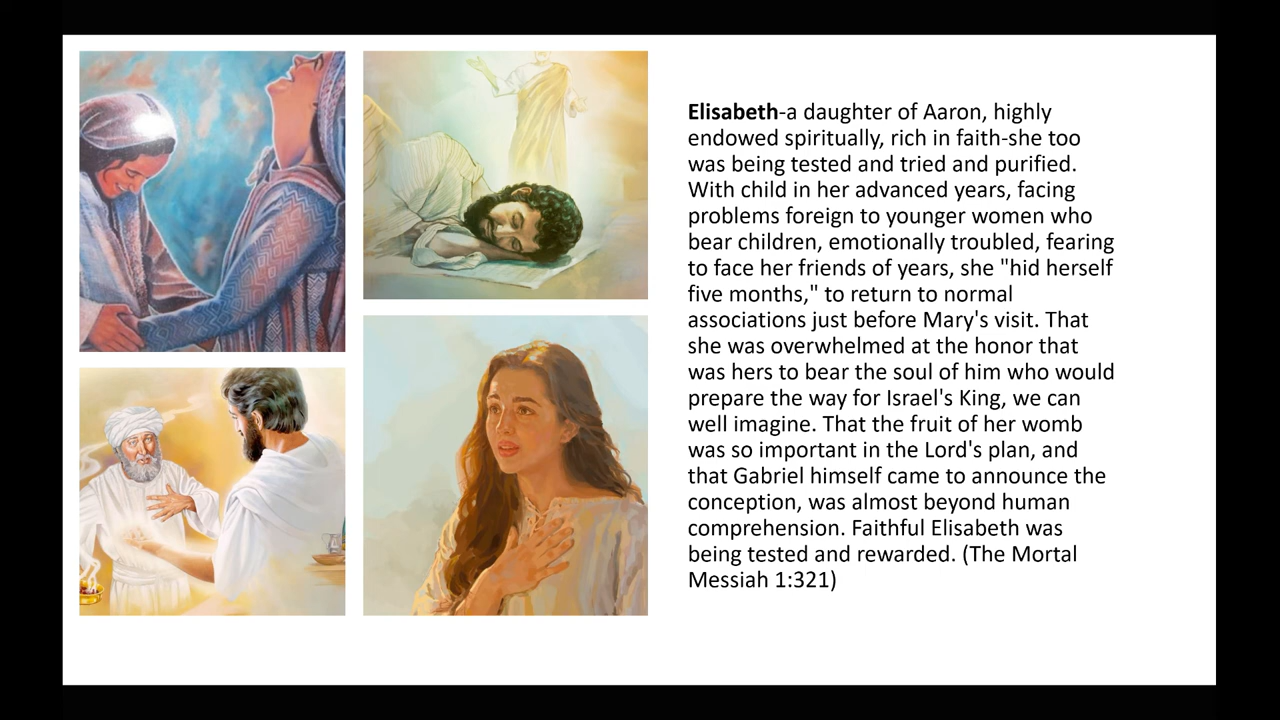 Elisabeth-a daughter of Aaron, highly
endowed spiritually, rich in faith-she too
was being tested and tried and purified.
With child in her advanced years, facing
problems foreign to younger women who
bear children, emotionally troubled, fearing
to face her friends of years, she "hid herself
five months," to return to normal
associations just before Mary's visit. That
she was overwhelmed at the honor that
was hers to bear the soul of him who would
prepare the way for Israel's King, we can
well imagine. That the fruit of her womb
was so important in the Lord's plan, and
that Gabriel himself came to announce the
conception, was almost beyond human
comprehension. Faithful Elisabeth was
being tested and rewarded. (The Mortal
Messiah 1:321)